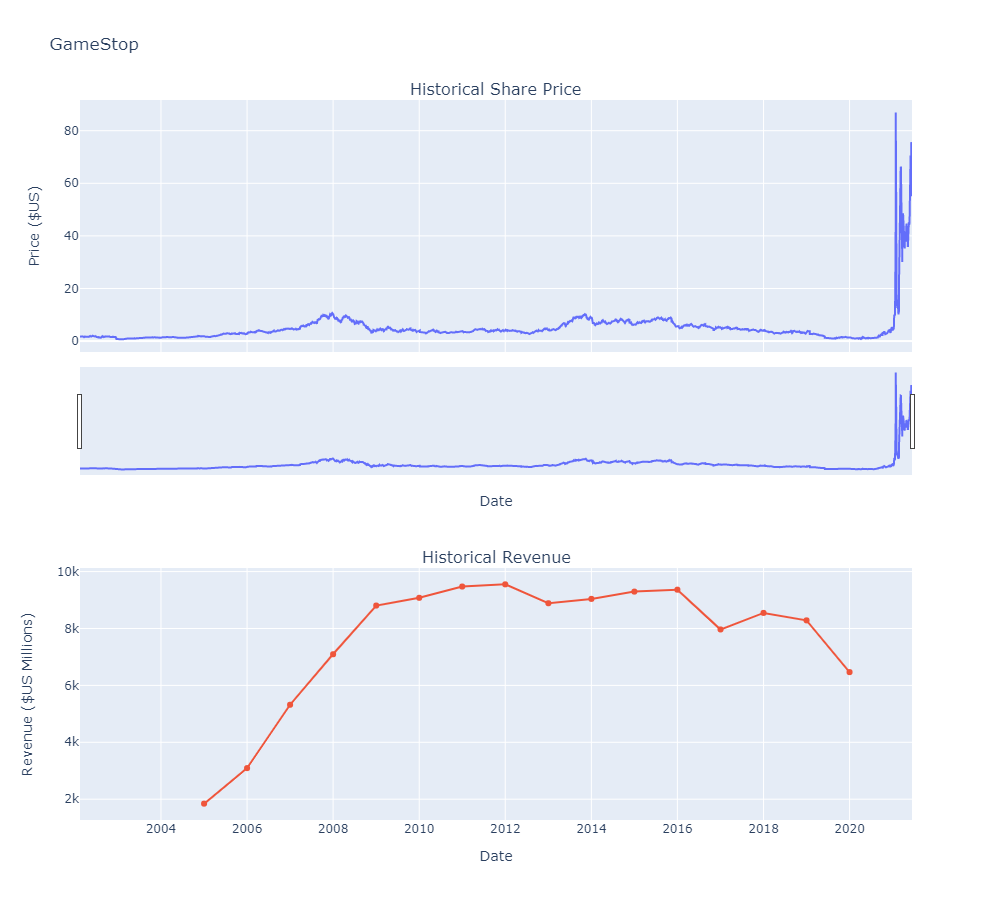 GameStop
Historical Share Price
80
60
40
20
0
Price ($US)
Date
Historical Revenue
10k
8k
6k
4k
2k
Revenue ($US Millions)
2004 2006 2008 2010 2012 2014 2016 2018 2020
Date